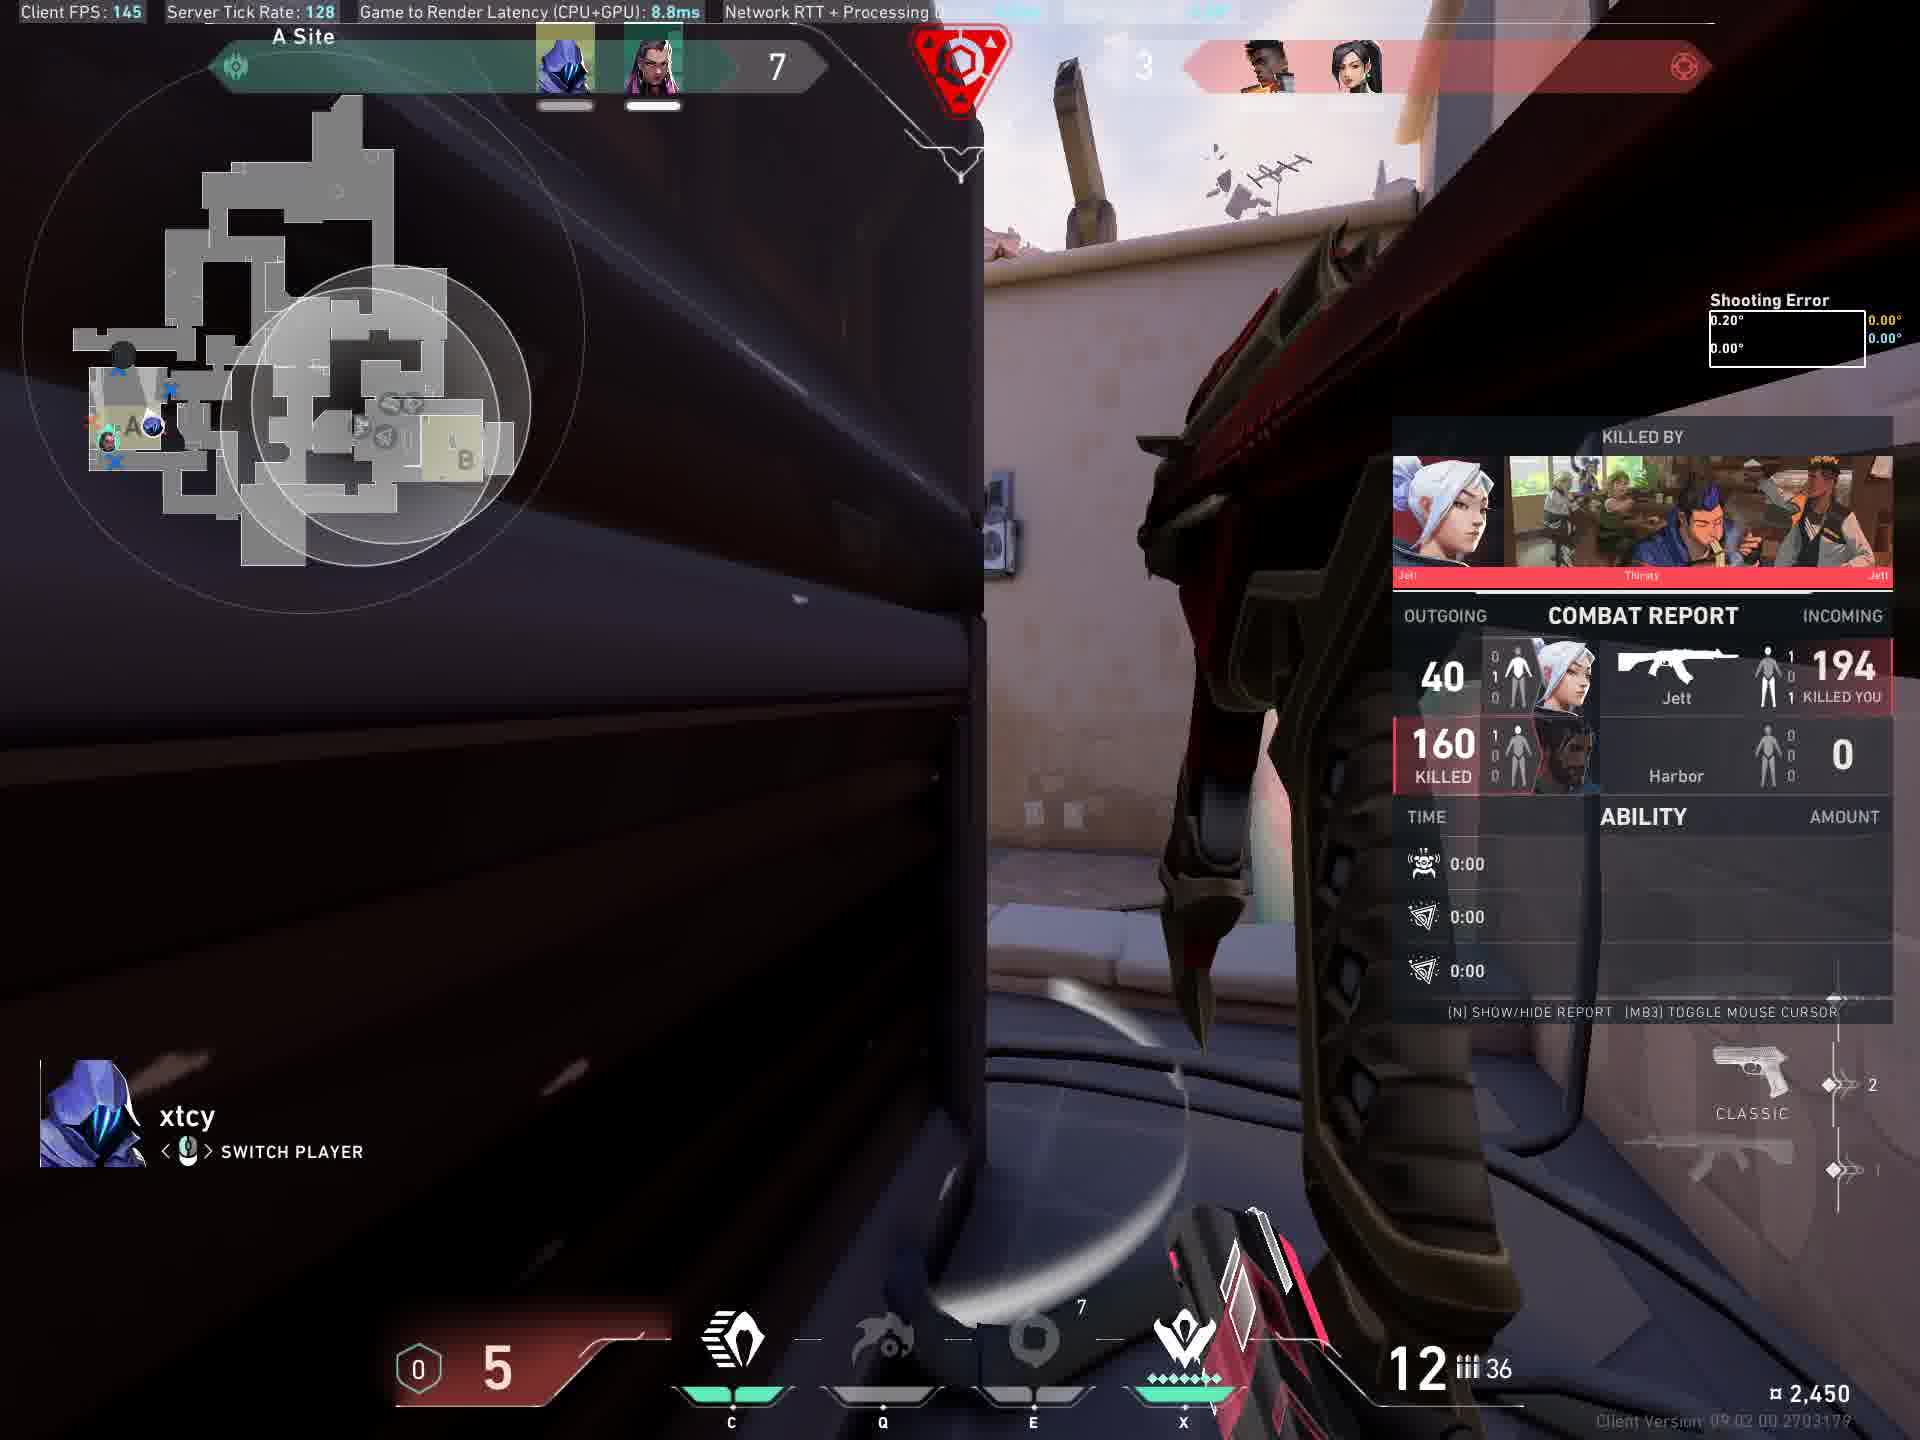 Client FPS: 145 Server Tick Rate: 128 Game to Render Latency (CPU+GPU): 8.8ms Network RTT + Processing
A Site
7
3
A
B
Shooting Error
0.20° 0.00°
0.00°
0.00°
KILLED BY
Jett Thirsty Jett
OUTGOING COMBAT REPORT INCOMING
40 0 1 0 Jett 1 0 1 194 KILLED YOU
160 KILLED 1 0 0 Harbor 0 0 0 0
TIME ABILITY AMOUNT
0:00
0:00
0:00
[N] SHOW/HIDE REPORT [MB3] TOGGLE MOUSE CURSOR
2
CLASSIC
1
xtcy
< > SWITCH PLAYER
0 5
7
C Q E X
12 36
¤ 2,450
Client Version: 09.02.00.2703179